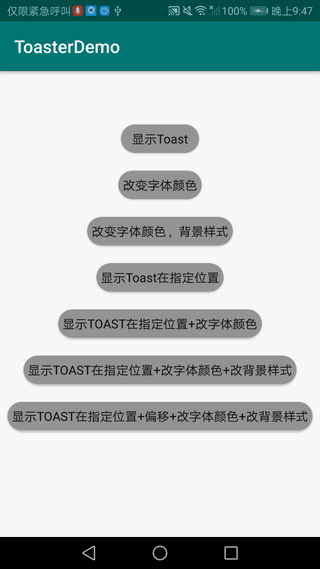 仅限紧急呼叫 100% 晚上9:47
ToasterDemo
显示Toast
改变字体颜色
改变字体颜色，背景样式
显示Toast在指定位置
显示TOAST在指定位置+改字体颜色
显示TOAST在指定位置+改字体颜色+改背景样式
显示TOAST在指定位置+偏移+改字体颜色+改背景样式